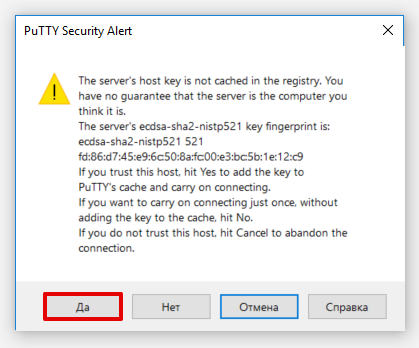 PuTTY Security Alert
The server's host key is not cached in the registry. You
have no guarantee that the server is the computer you
think it is.
The server's ecdsa-sha2-nistp521 key fingerprint is:
ecdsa-sha2-nistp521 521
fd:86:d7:45:e9:6c:50:8a:fc:00:e3:bc:5b:1e:12:c9
If you trust this host, hit Yes to add the key to
PuTTY's cache and carry on connecting.
If you want to carry on connecting just once, without
adding the key to the cache, hit No.
If you do not trust this host, hit Cancel to abandon the
connection.
Да Нет Отмена Справка